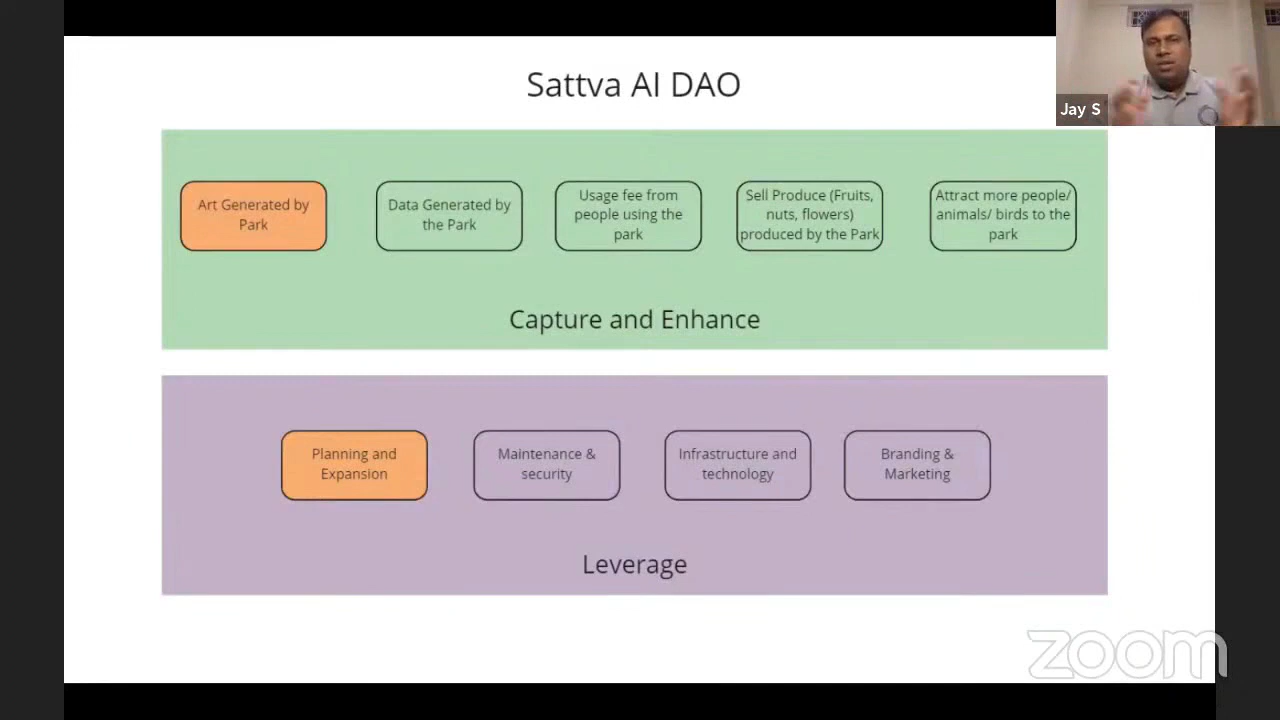 Sattva AI DAO
Jay S
Art Generated by
Park
Data Generated by
the Park
Usage fee from
people using the
park
Sell Produce (Fruits,
nuts, flowers)
produced by the Park
Attract more people/
animals/ birds to the
park
Capture and Enhance
Planning and
Expansion
Maintenance &
security
Infrastructure and
technology
Branding &
Marketing
Leverage
zoom